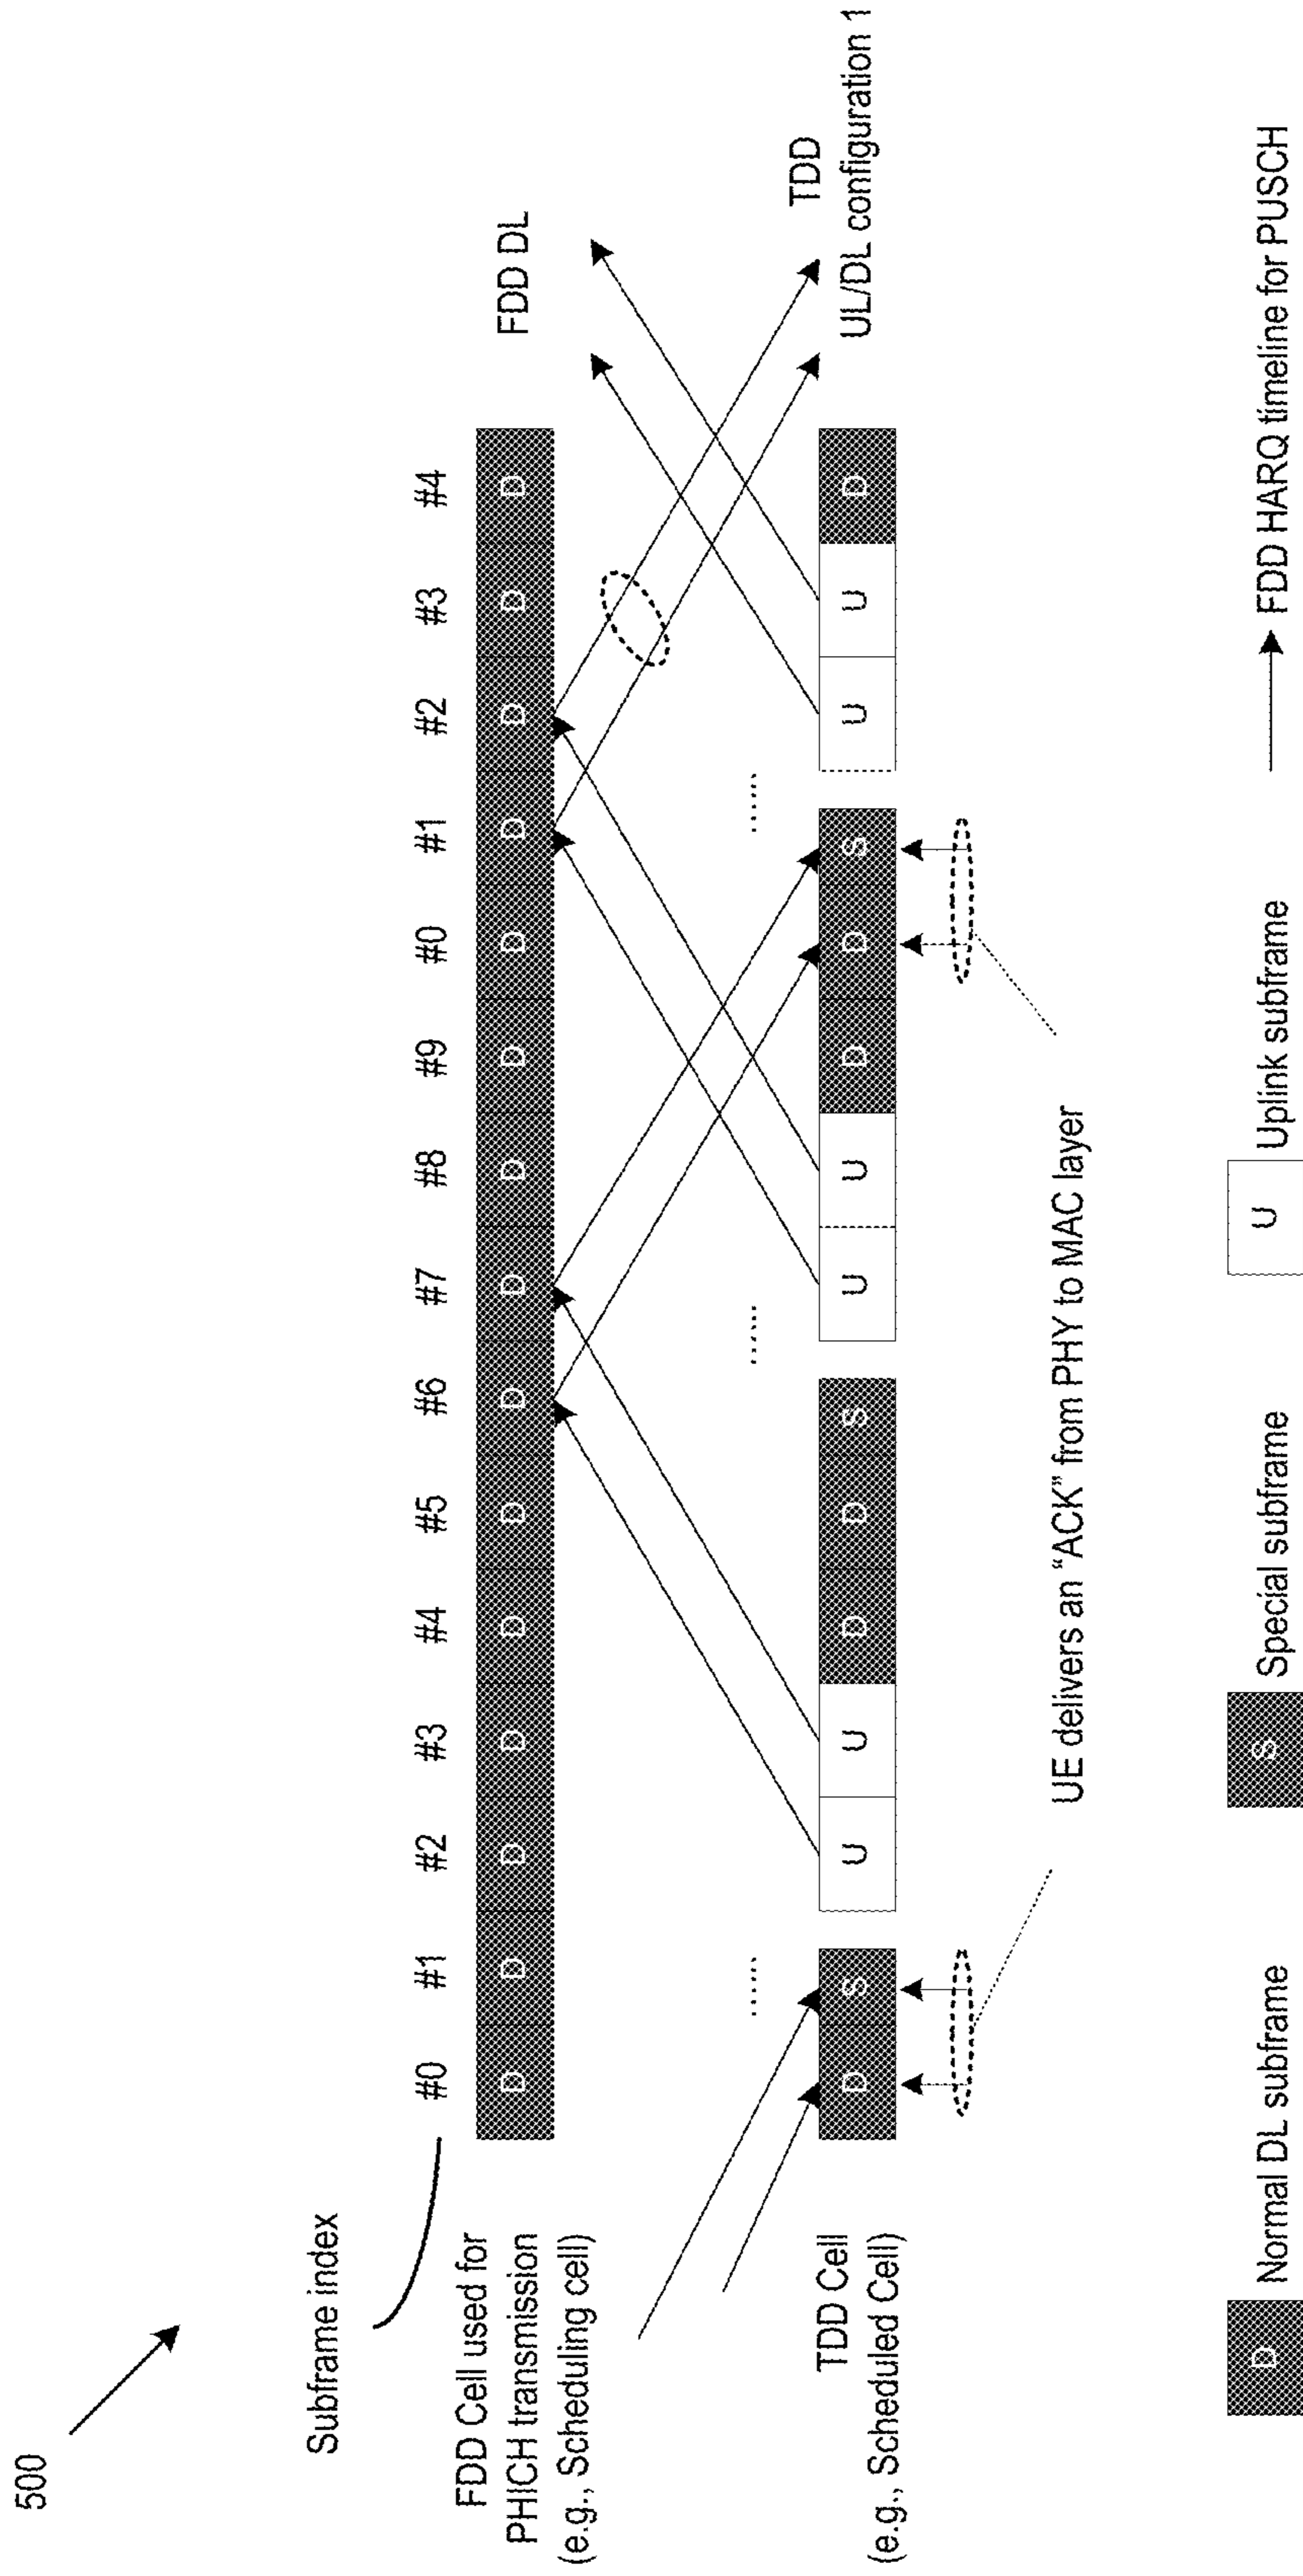 500
Subframe index
#0 #1 #2 #3 #4 #5 #6 #7 #8 #9 #0 #1 #2 #3 #4
FDD Cell used for
PHICH transmission
(e.g., Scheduling cell)
D D D D D D D D D D D D D D D
FDD DL
......
......
......
TDD Cell
(e.g., Scheduled Cell)
D S U U D D S U U D D S U U D
TDD
UL/DL configuration 1
UE delivers an “ACK” from PHY to MAC layer
D Normal DL subframe
S Special subframe
U Uplink subframe
FDD HARQ timeline for PUSCH